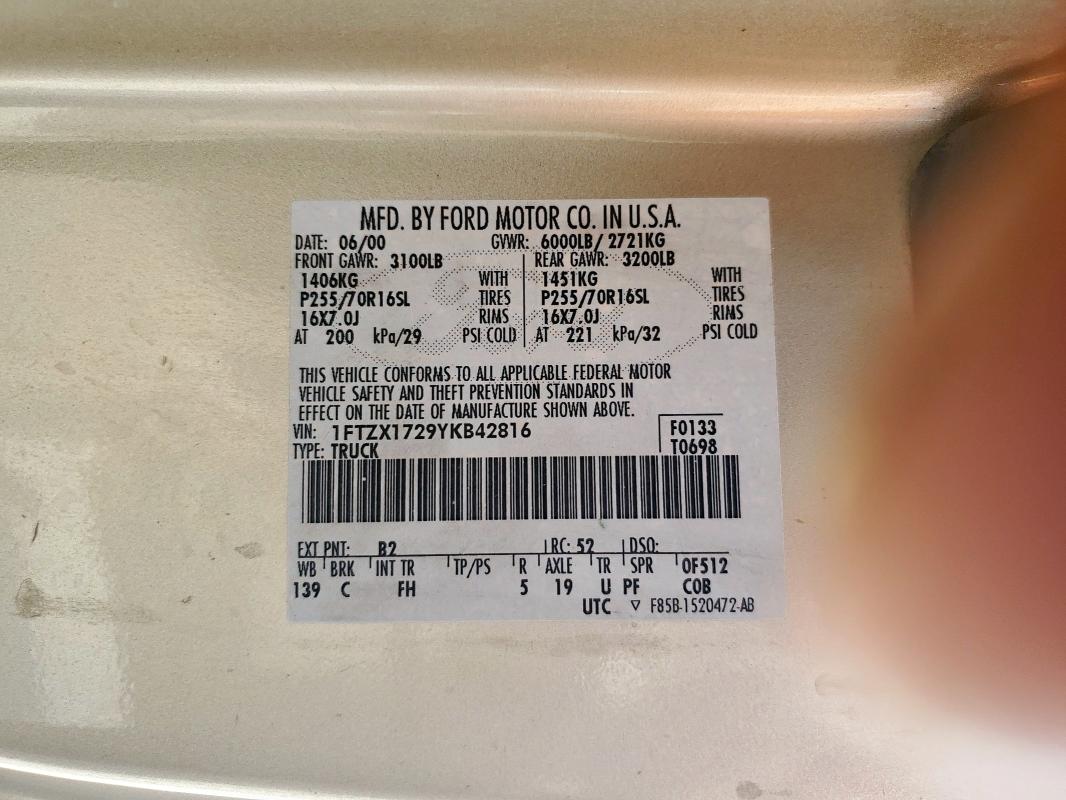 MFD. BY FORD MOTOR CO. IN U.S.A.
DATE: 06/00 GVWR: 6000LB/ 2721KG
FRONT GAWR: 3100LB REAR GAWR: 3200LB
1406KG WITH 1451KG WITH
P255/70R16SL TIRES P255/70R16SL TIRES
16X7.0J RIMS 16X7.0J RIMS
AT 200 kPa/29 PSI COLD AT 221 kPa/32 PSI COLD
THIS VEHICLE CONFORMS TO ALL APPLICABLE FEDERAL MOTOR
VEHICLE SAFETY AND THEFT PREVENTION STANDARDS IN
EFFECT ON THE DATE OF MANUFACTURE SHOWN ABOVE.
VIN: 1FTZX1729YKB42816 F0133
TYPE: TRUCK T0698
EXT PNT: B2 RC: 52 DSO:
WB BRK INT TR TP/PS R AXLE TR SPR 0F512
139 C FH 5 19 U PF COB
UTC ▽ F85B-1520472-AB